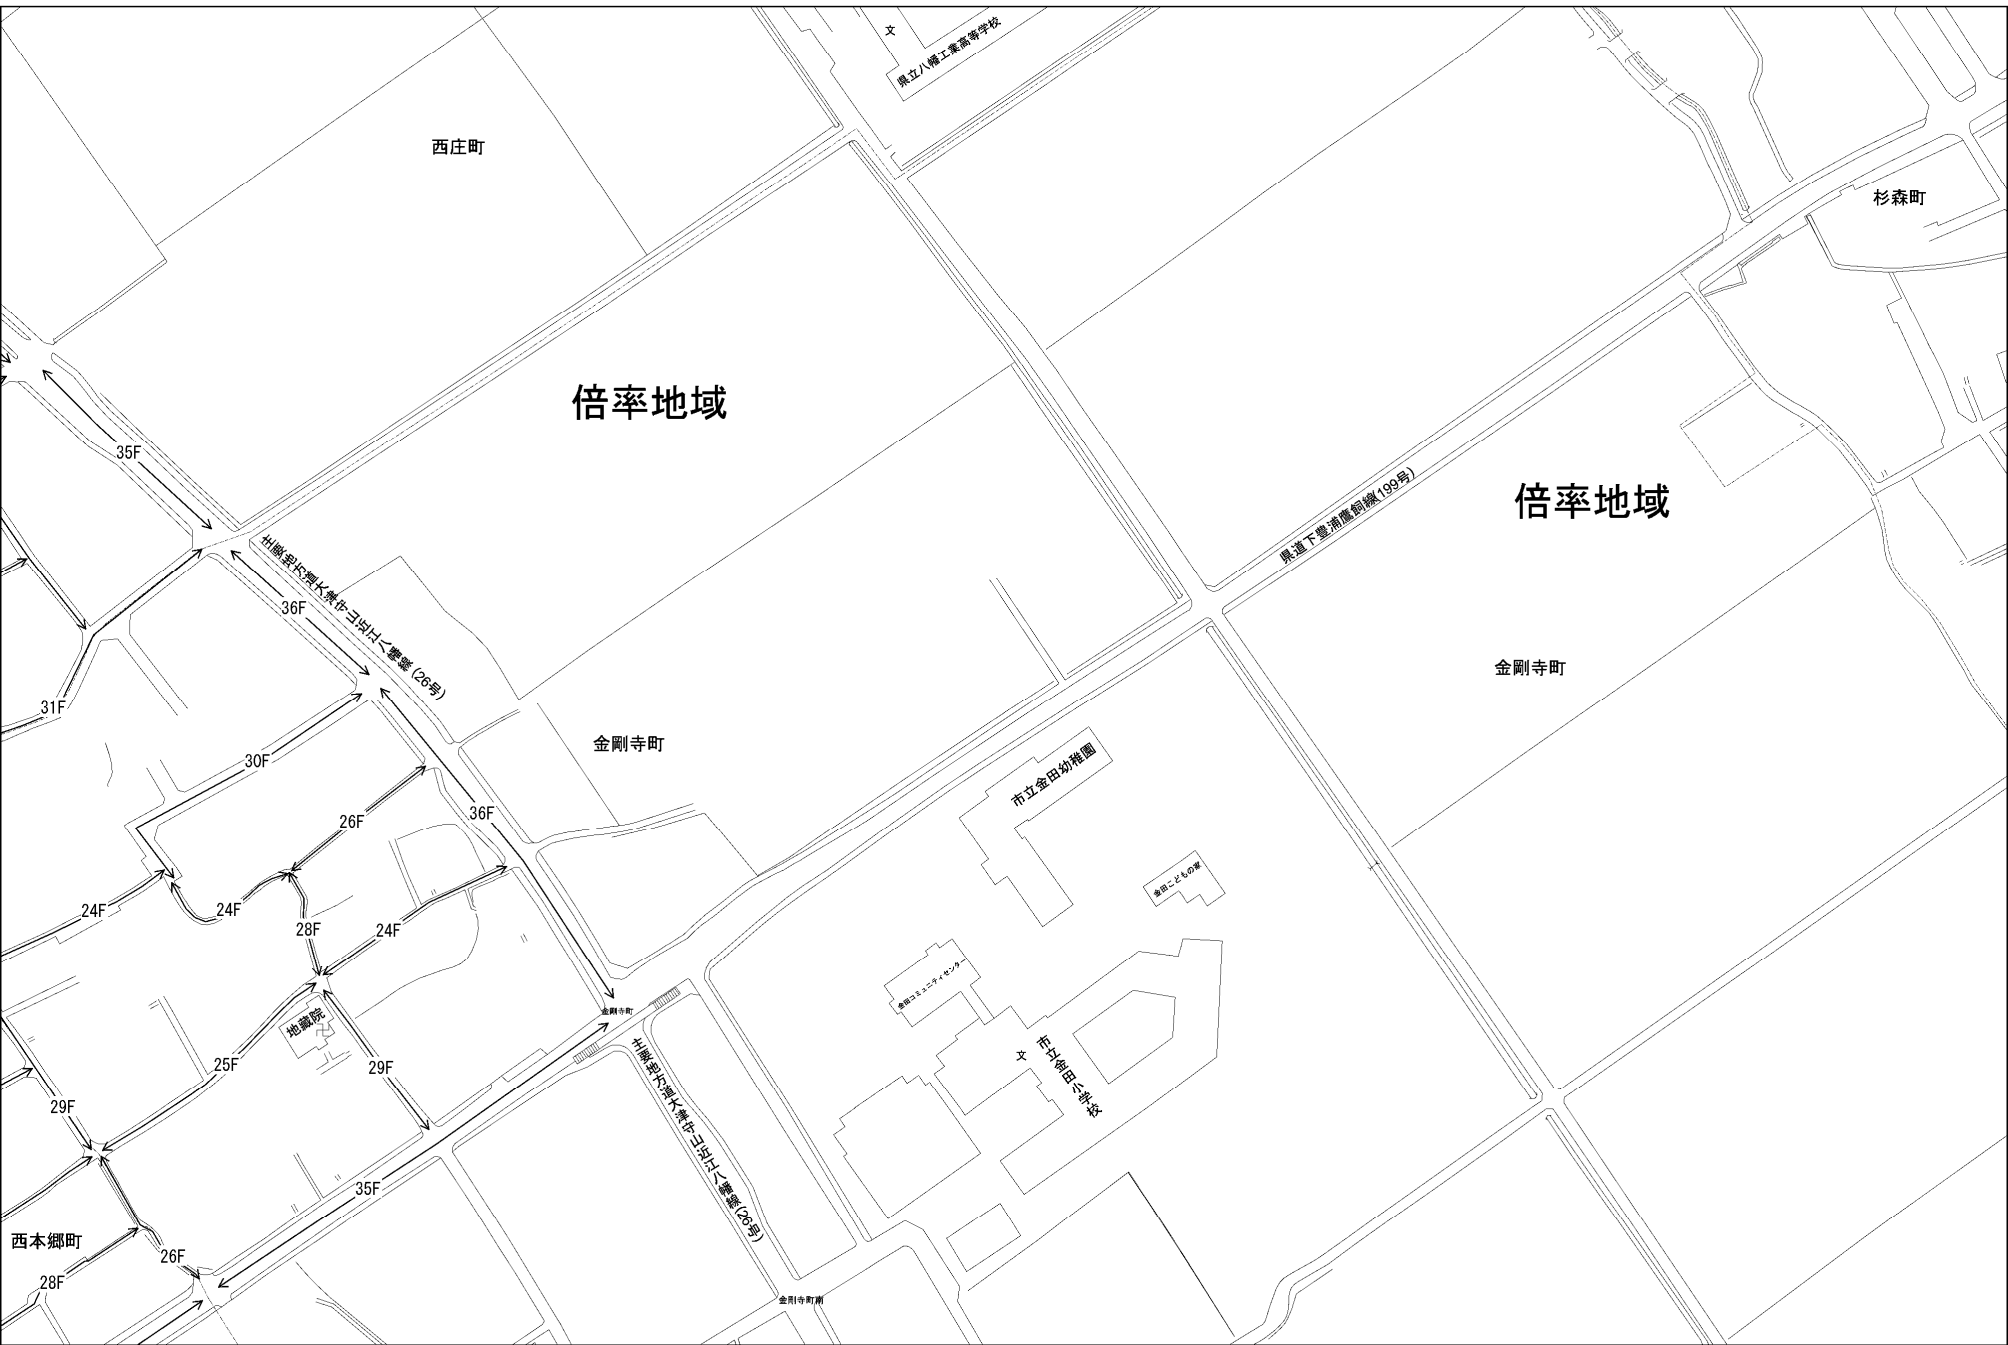 文
県立八幡工業高等学校
西庄町
杉森町
倍率地域
35F
県道下豊浦鷹飼線(199号)
倍率地域
主要地方道大津守山近江八幡線(26号)
36F
金剛寺町
31F
金剛寺町
30F
市立金田幼稚園
36F
26F
金田こどもの家
24F
24F
28F
24F
金田コミュニティセンター
金剛寺町
地藏院
25F
29F
主要地方道大津守山近江八幡線(26号)
文
市立金田小学校
29F
35F
西本郷町
26F
28F
金剛寺町南